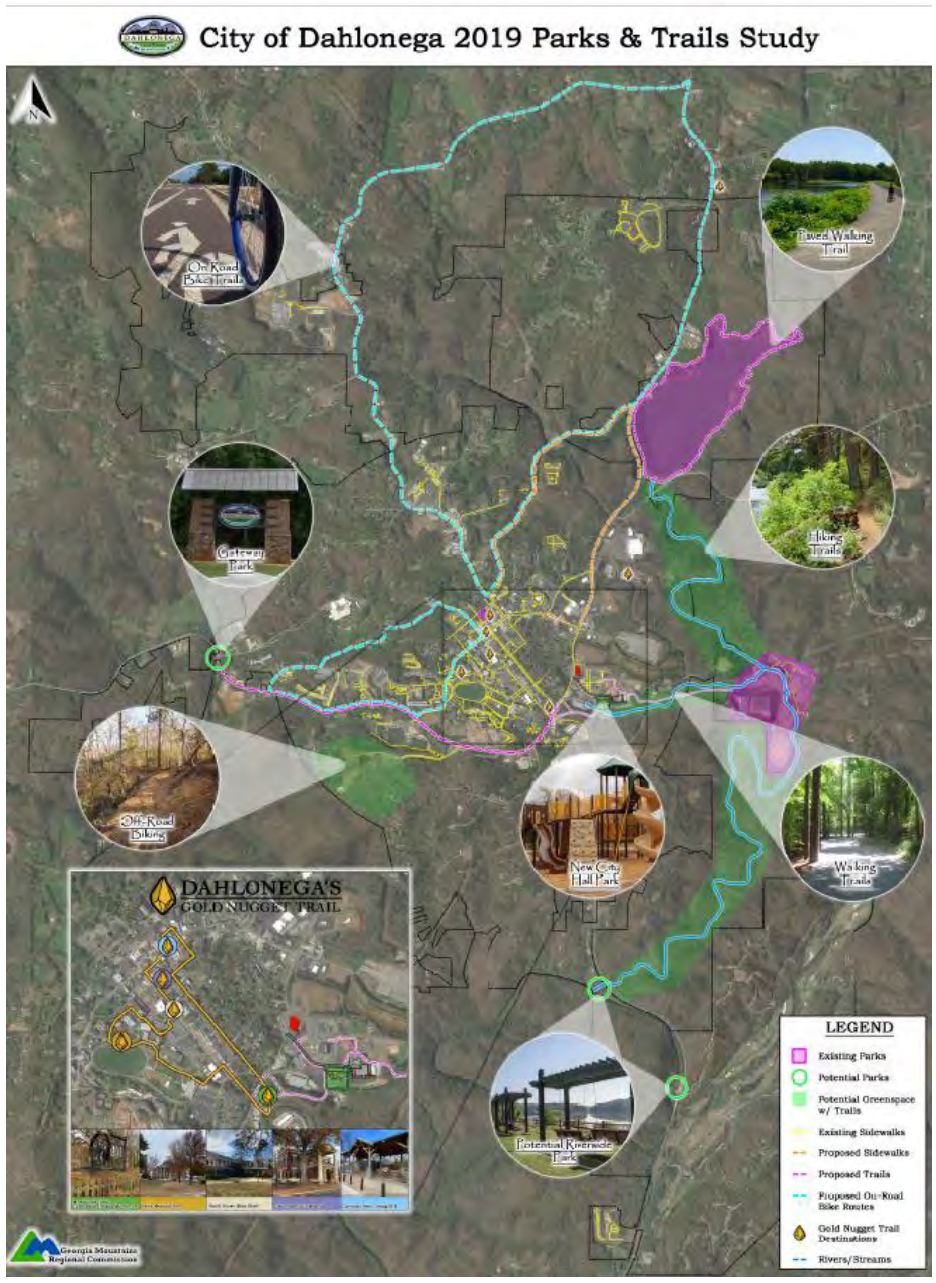 DAHLONEGA
City of Dahlonega 2019 Parks & Trails Study
N
On Road
Bike Trails
Paved Walking
Trail
Gateway
Park
Hiking
Trails
Off-Road
Biking
New City
Hall Park
Walking
Trails
DAHLONEGA'S
GOLD NUGGET TRAIL
Potential Riverside
Park
LEGEND
Existing Parks
Potential Parks
Potential Greenspace
w/ Trails
Existing Sidewalks
Proposed Sidewalks
Proposed Trails
Proposed On-Road
Bike Routes
Gold Nugget Trail
Destinations
Rivers/Streams
Georgia Mountains
Regional Commission